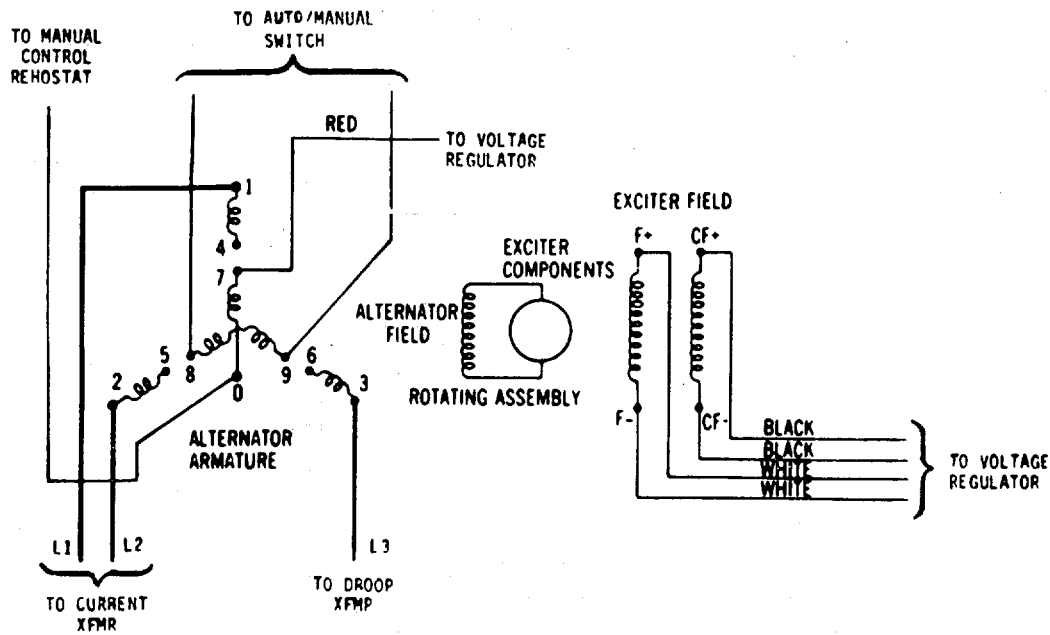 TO MANUAL
CONTROL
REHOSTAT
TO AUTO/MANUAL
SWITCH
RED
TO VOLTAGE
REGULATOR
1
4
7
5
2
8
0
9
6
3
ALTERNATOR
ARMATURE
L1
L2
L3
TO CURRENT
XFMR
TO DROOP
XFMP
EXCITER
COMPONENTS
ALTERNATOR
FIELD
ROTATING ASSEMBLY
EXCITER FIELD
F+
CF+
F-
CF-
BLACK
BLACK
WHITE
WHITE
TO VOLTAGE
REGULATOR